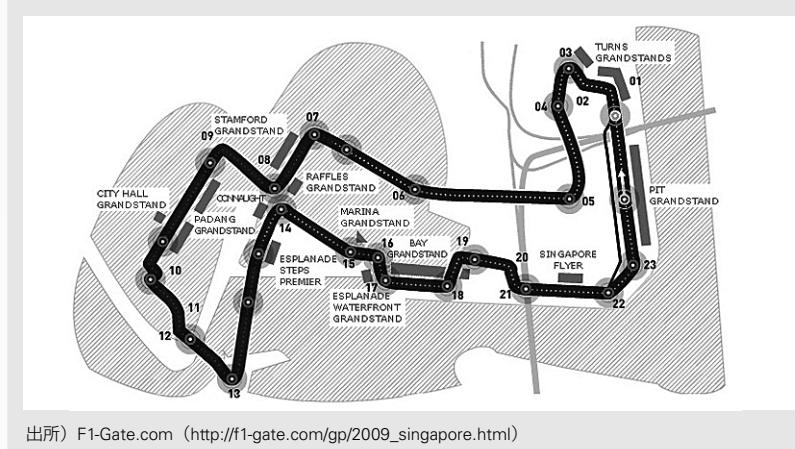 03
TURNS
GRANDSTANDS
01
02
04
07
STAMFORD
GRANDSTAND
09
08
RAFFLES
GRANDSTAND
06
05
CITY HALL
GRANDSTAND
CONNAUGHT
PADANG
GRANDSTAND
14
MARINA
GRANDSTAND
PIT
GRANDSTAND
16
BAY
GRANDSTAND
19
15
ESPLANADE
STEPS
PREMIER
20
SINGAPORE
FLYER
23
10
17
18
21
22
ESPLANADE
WATERFRONT
GRANDSTAND
11
12
13
出所）F1-Gate.com（http://f1-gate.com/gp/2009_singapore.html）